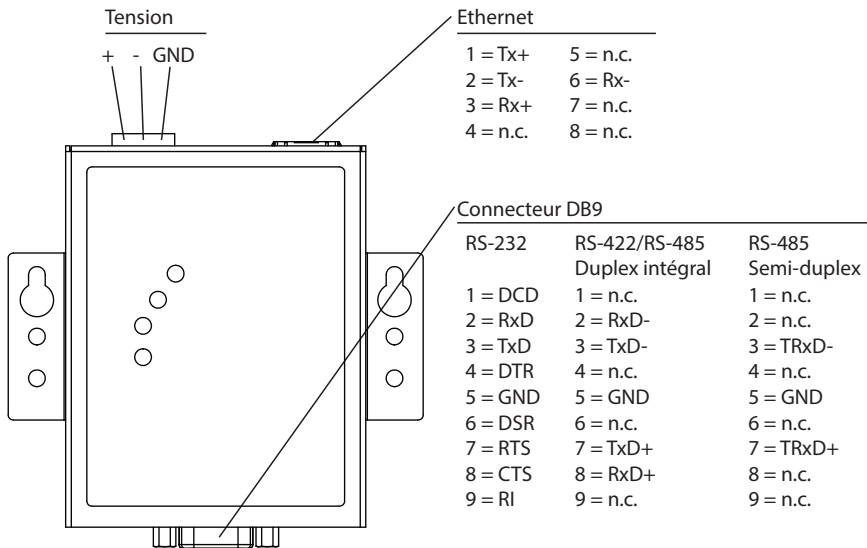 Tension
+ - GND
Ethernet
1 = Tx+ 5 = n.c.
2 = Tx- 6 = Rx-
3 = Rx+ 7 = n.c.
4 = n.c. 8 = n.c.
Connecteur DB9
RS-232 RS-422/RS-485 RS-485
Duplex intégral Semi-duplex
1 = DCD 1 = n.c. 1 = n.c.
2 = RxD 2 = RxD- 2 = n.c.
3 = TxD 3 = TxD- 3 = TRxD-
4 = DTR 4 = n.c. 4 = n.c.
5 = GND 5 = GND 5 = GND
6 = DSR 6 = n.c. 6 = n.c.
7 = RTS 7 = TxD+ 7 = TRxD+
8 = CTS 8 = RxD+ 8 = n.c.
9 = RI 9 = n.c. 9 = n.c.